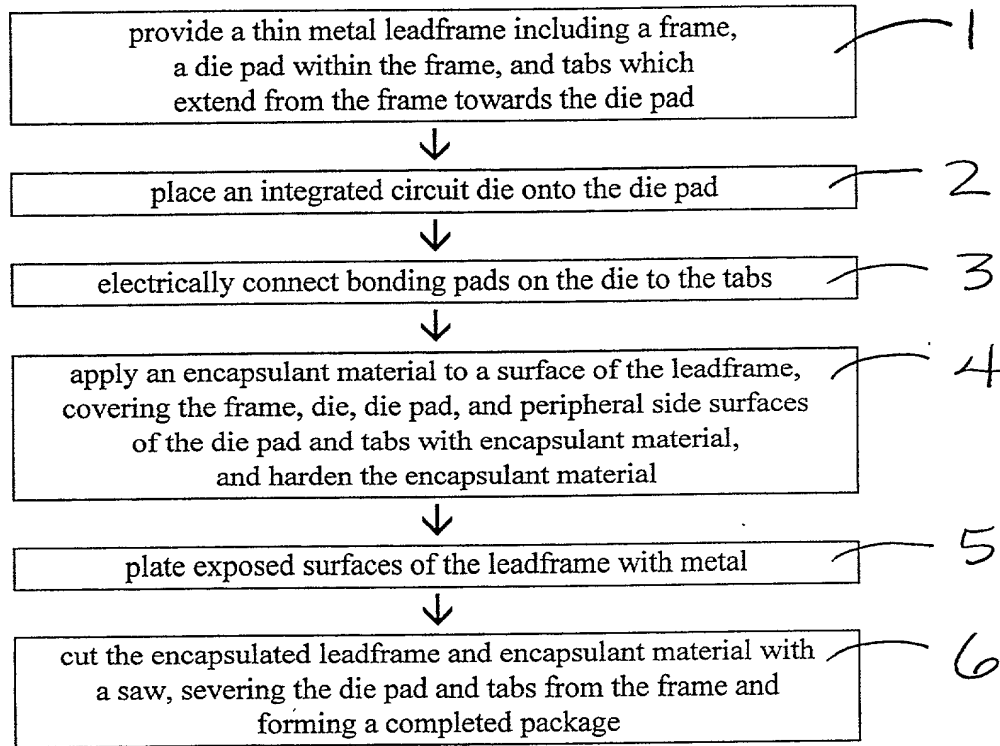 provide a thin metal leadframe including a frame,
a die pad within the frame, and tabs which
extend from the frame towards the die pad
1
place an integrated circuit die onto the die pad
2
electrically connect bonding pads on the die to the tabs
3
apply an encapsulant material to a surface of the leadframe,
covering the frame, die, die pad, and peripheral side surfaces
of the die pad and tabs with encapsulant material,
and harden the encapsulant material
4
plate exposed surfaces of the leadframe with metal
5
cut the encapsulated leadframe and encapsulant material with
a saw, severing the die pad and tabs from the frame and
forming a completed package
6